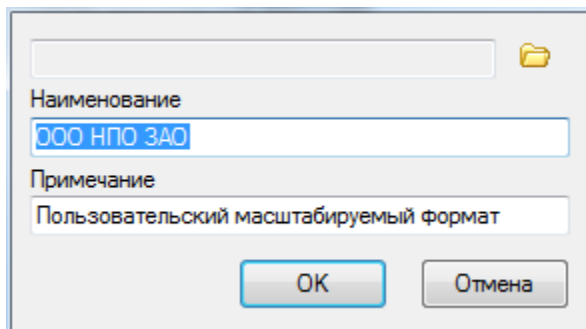 Наименование
ООО НПО ЗАО
Примечание
Пользовательский масштабируемый формат
OK
Отмена